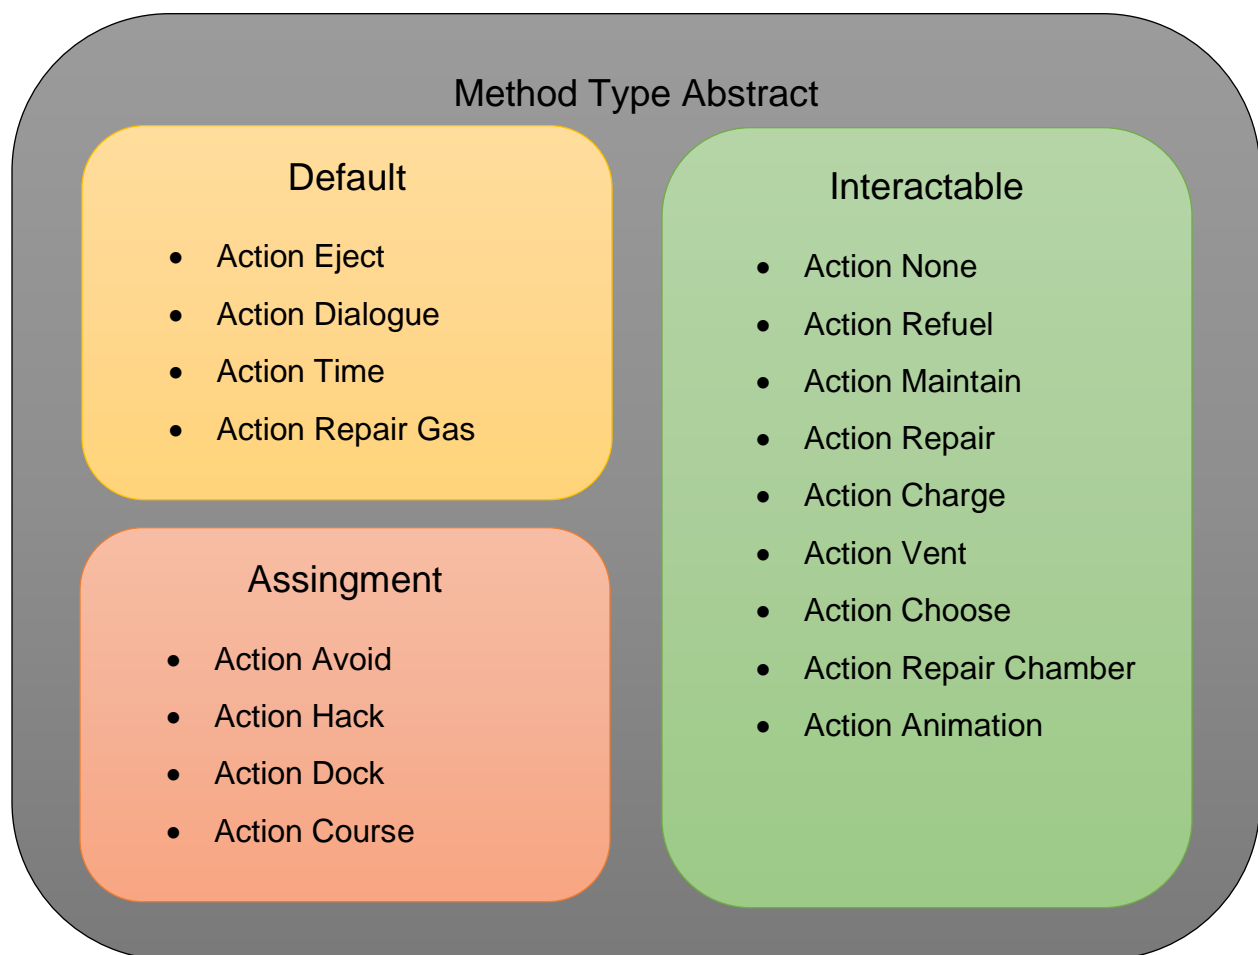 Method Type Abstract
Default
• Action Eject
• Action Dialogue
• Action Time
• Action Repair Gas
Assingment
• Action Avoid
• Action Hack
• Action Dock
• Action Course
Interactable
• Action None
• Action Refuel
• Action Maintain
• Action Repair
• Action Charge
• Action Vent
• Action Choose
• Action Repair Chamber
• Action Animation